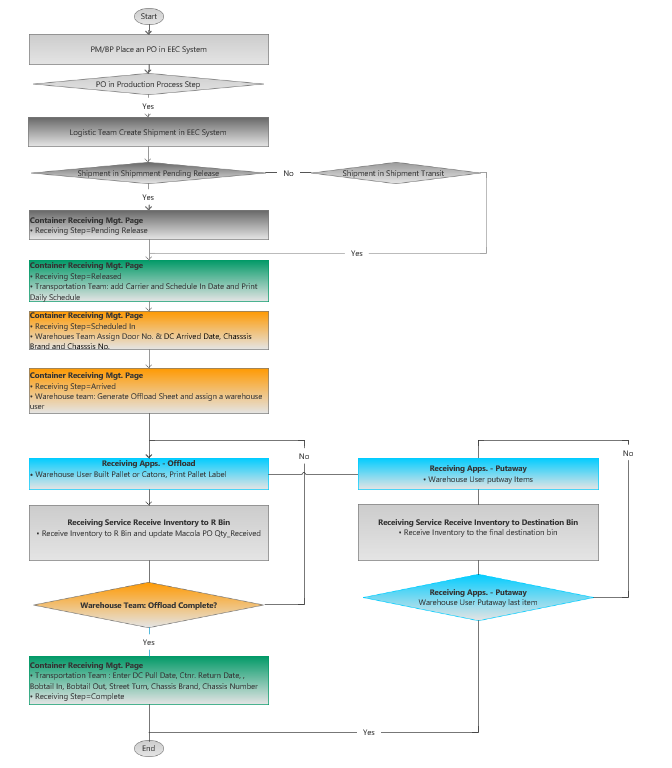 Start
PM/BP Place an PO in EEC System
PO in Production Process Step
Yes
Logistic Team Create Shipment in EEC System
Shipment in Shipmment Pending Release
No
Shipment in Shipment Transit
Yes
Container Receiving Mgt. Page
• Receiving Step=Pending Release
Yes
Container Receiving Mgt. Page
• Receiving Step=Released
• Transportation Team: add Carrier and Schedule In Date and Print
Daily Schedule
Container Receiving Mgt. Page
• Receiving Step=Scheduled In
• Warehoues Team Assign Door No. & DC Arrived Date, Chasssis
Brand and Chasssis No.
Container Receiving Mgt. Page
• Receiving Step=Arrived
• Warehouse team: Generate Offload Sheet and assign a warehouse
user
No
Receiving Apps. - Offload
• Warehouse User Built Pallet or Catons, Print Pallet Label
Receiving Service Receive Inventory to R Bin
• Receive Inventory to R Bin and update Macola PO Qty_Received
Warehouse Team: Offload Complete?
Yes
Container Receiving Mgt. Page
• Transportation Team : Enter DC Pull Date, Ctnr. Return Date, ,
Bobtail In, Bobtail Out, Street Turn, Chassis Brand, Chassis Number
• Receiving Step=Complete
No
Receiving Apps. - Putaway
• Warehouse User putway Items
Receiving Service Receive Inventory to Destination Bin
• Receive Inventory to the final destination bin
Receiving Apps. - Putaway
Warehouse User Putaway last item
Yes
End